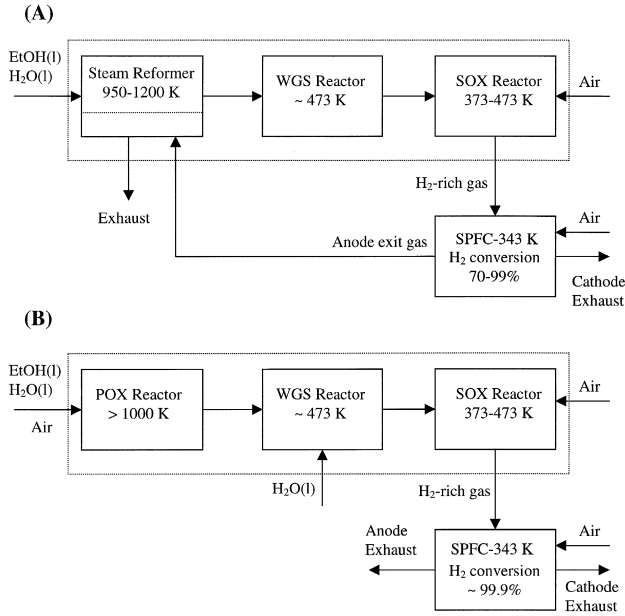 (A)
EtOH(l)
H₂O(l)
Steam Reformer
950-1200 K
WGS Reactor
~ 473 K
SOX Reactor
373-473 K
Air
H₂-rich gas
Exhaust
Air
Anode exit gas
SPFC-343 K
H₂ conversion
70-99%
Cathode
Exhaust
(B)
EtOH(l)
H₂O(l)
Air
POX Reactor
> 1000 K
WGS Reactor
~ 473 K
SOX Reactor
373-473 K
Air
H₂O(l)
H₂-rich gas
Anode
Exhaust
SPFC-343 K
H₂ conversion
~ 99.9%
Air
Cathode
Exhaust